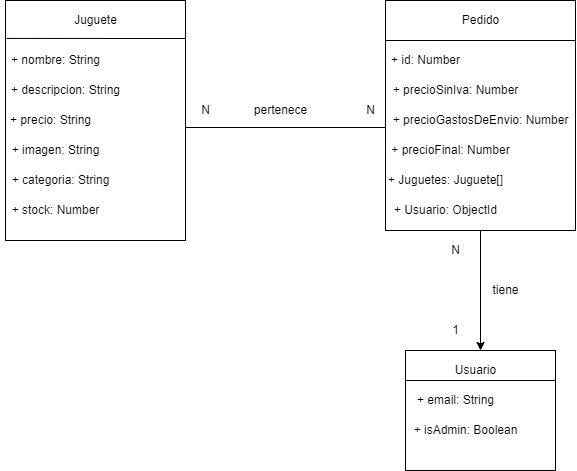 Juguete
+ nombre: String
+ descripcion: String
+ precio: String
+ imagen: String
+ categoria: String
+ stock: Number
N
pertenece
N
Pedido
+ id: Number
+ precioSinIva: Number
+ precioGastosDeEnvio: Number
+ precioFinal: Number
+ Juguetes: Juguete[]
+ Usuario: ObjectId
N
tiene
1
Usuario
+ email: String
+ isAdmin: Boolean